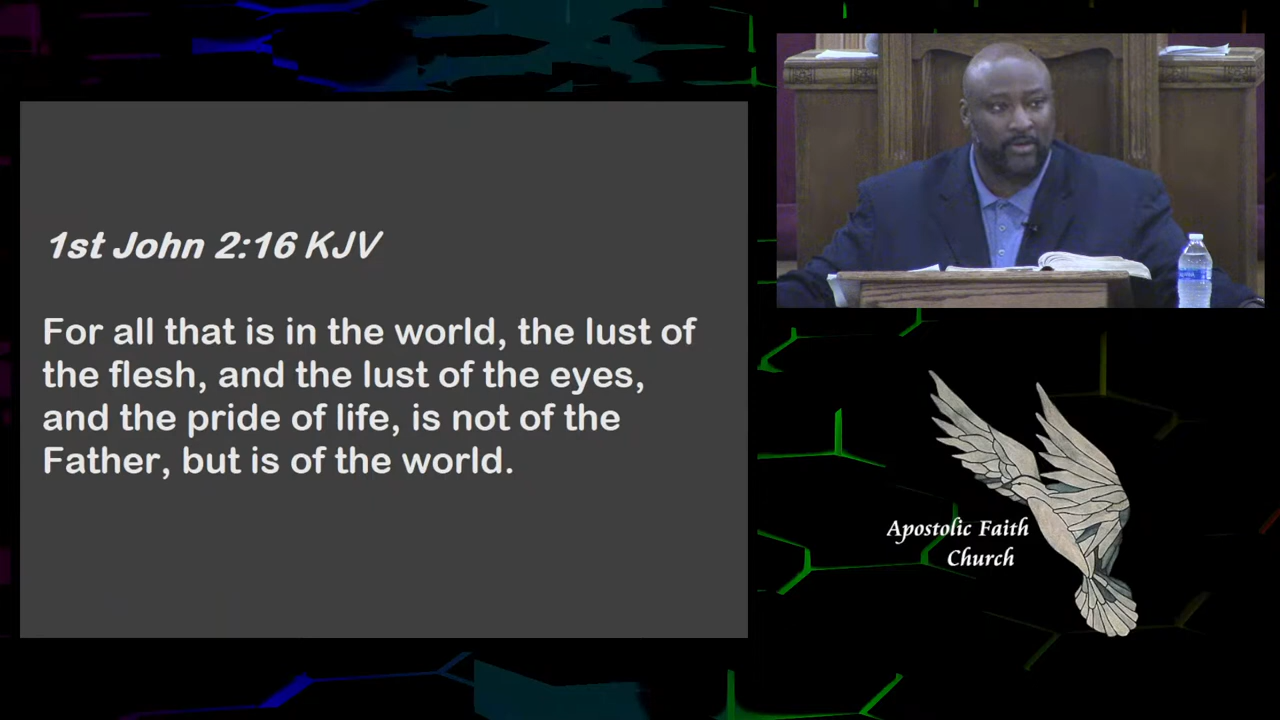 1st John 2:16 KJV
For all that is in the world, the lust of
the flesh, and the lust of the eyes,
and the pride of life, is not of the
Father, but is of the world.
Apostolic Faith
Church